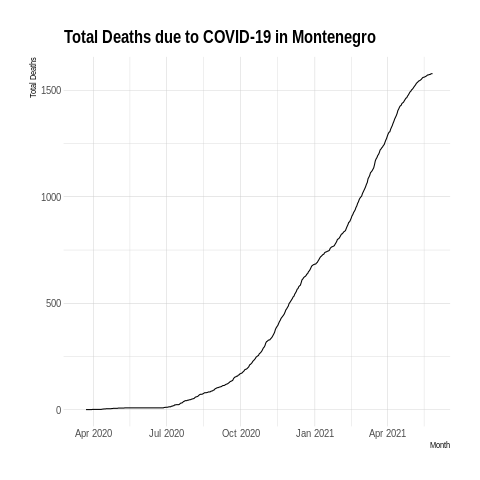 Total Deaths due to COVID-19 in Montenegro
Total Deaths
1500
1000
500
0
Apr 2020 Jul 2020 Oct 2020 Jan 2021 Apr 2021
Month